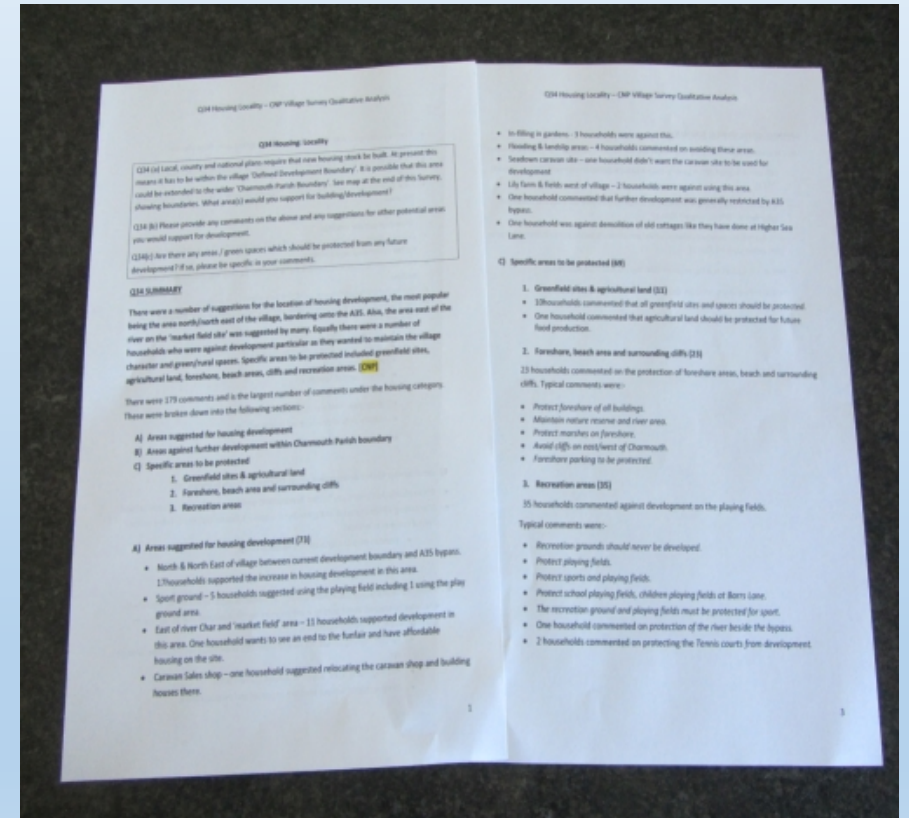 Q34 Housing Locality – CNP Village Survey Qualitative Analysis
Q34 Housing: Locality
Q34 (a) Local, county and national plans require that new housing stock be built. At present this
means it has to be within the village 'Defined Development Boundary'. It is possible that this area
could be extended to the wider 'Charmouth Parish Boundary'. See map at the end of this Survey,
showing boundaries. What area(s) would you support for building/development?
Q34 (b) Please provide any comments on the above and any suggestions for other potential areas
you would support for development.
Are there any areas / green spaces which should be protected from any future
development? If so, please be specific in your comments.
Q34 SUMMARY
There were a number of suggestions for the location of housing development, the most popular
being the area north/north east of the village, bordering onto the A35. Also, the area east of the
river on the 'market field site' was suggested by many. Equally there were a number of
households who were against development particular as they wanted to maintain the village
character and green/rural spaces. Specific areas to be protected included greenfield sites,
agricultural land, foreshore, beach areas, cliffs and recreation areas. (CNP)
There were 179 comments and is the largest number of comments under the housing category.
These were broken down into the following sections:-
A) Areas suggested for housing development
B) Areas against further development within Charmouth Parish boundary
C) Specific areas to be protected
1. Greenfield sites & agricultural land
2. Foreshore, beach area and surrounding cliffs
3. Recreation areas
A) Areas suggested for housing development (73)
• North & North East of village between current development boundary and A35 bypass.
households supported the increase in housing development in this area.
• Sport ground – 5 households suggested using the playing field including 1 using the play
ground area.
• East of river Char and 'market field' area – 15 households supported development in
this area. One household wants to see an end to the funfair and have affordable
housing on the site.
• Caravan Sales shop – one household suggested relocating the caravan shop and building
houses there.
1
Q34 Housing Locality – CNP Village Survey Qualitative Analysis
• In-filling in gardens - 3 households were against this.
• Flooding & landslip areas – 4 households commented on avoiding these areas.
• Seadown caravan site – one household didn't want the caravan site to be used for
development
• Lily farm & fields west of village – 2 households were against using this area.
• One household commented that further development was generally restricted by A35
bypass.
• One household was against demolition of old cottages like they have done at Higher Sea
Lane.
C) Specific areas to be protected (69)
1. Greenfield sites & agricultural land (11)
• 10households commented that all greenfield sites and spaces should be protected.
• One household commented that agricultural land should be protected for future
food production.
2. Foreshore, beach area and surrounding cliffs (23)
23 households commented on the protection of foreshore areas, beach and surrounding
cliffs. Typical comments were:-
• Protect foreshore of all buildings.
• Maintain nature reserve and river area.
• Protect marshes on foreshore.
• Avoid cliffs on east/west of Charmouth.
• Foreshore parking to be protected.
3. Recreation areas (35)
35 households commented against development on the playing fields.
Typical comments were:-
• Recreation grounds should never be developed.
• Protect playing fields.
• Protect sports and playing fields.
• Protect school playing fields, children playing fields at Barrs Lane.
• The recreation ground and playing fields must be protected for sport.
• One household commented on protection of the river beside the bypass.
• 2 households commented on protecting the Tennis courts from development.
3